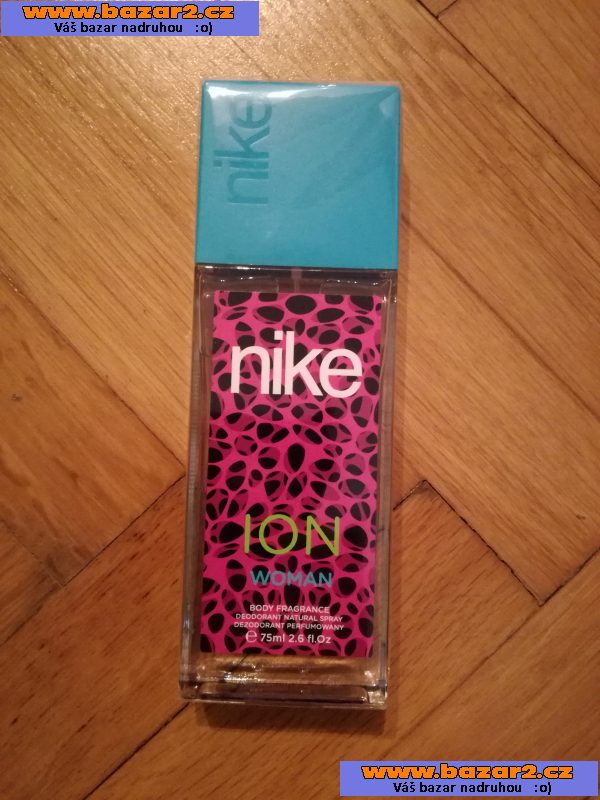 www.bazar2.cz
Váš bazar nadruhou :o)
nike
nike
ION
WOMAN
BODY FRAGRANCE
DEODORANT NATURAL SPRAY
DEZODORANT PERFUMOWANY
℮ 75ml 2.6 fl.Oz
www.bazar2.cz
Váš bazar nadruhou :o)